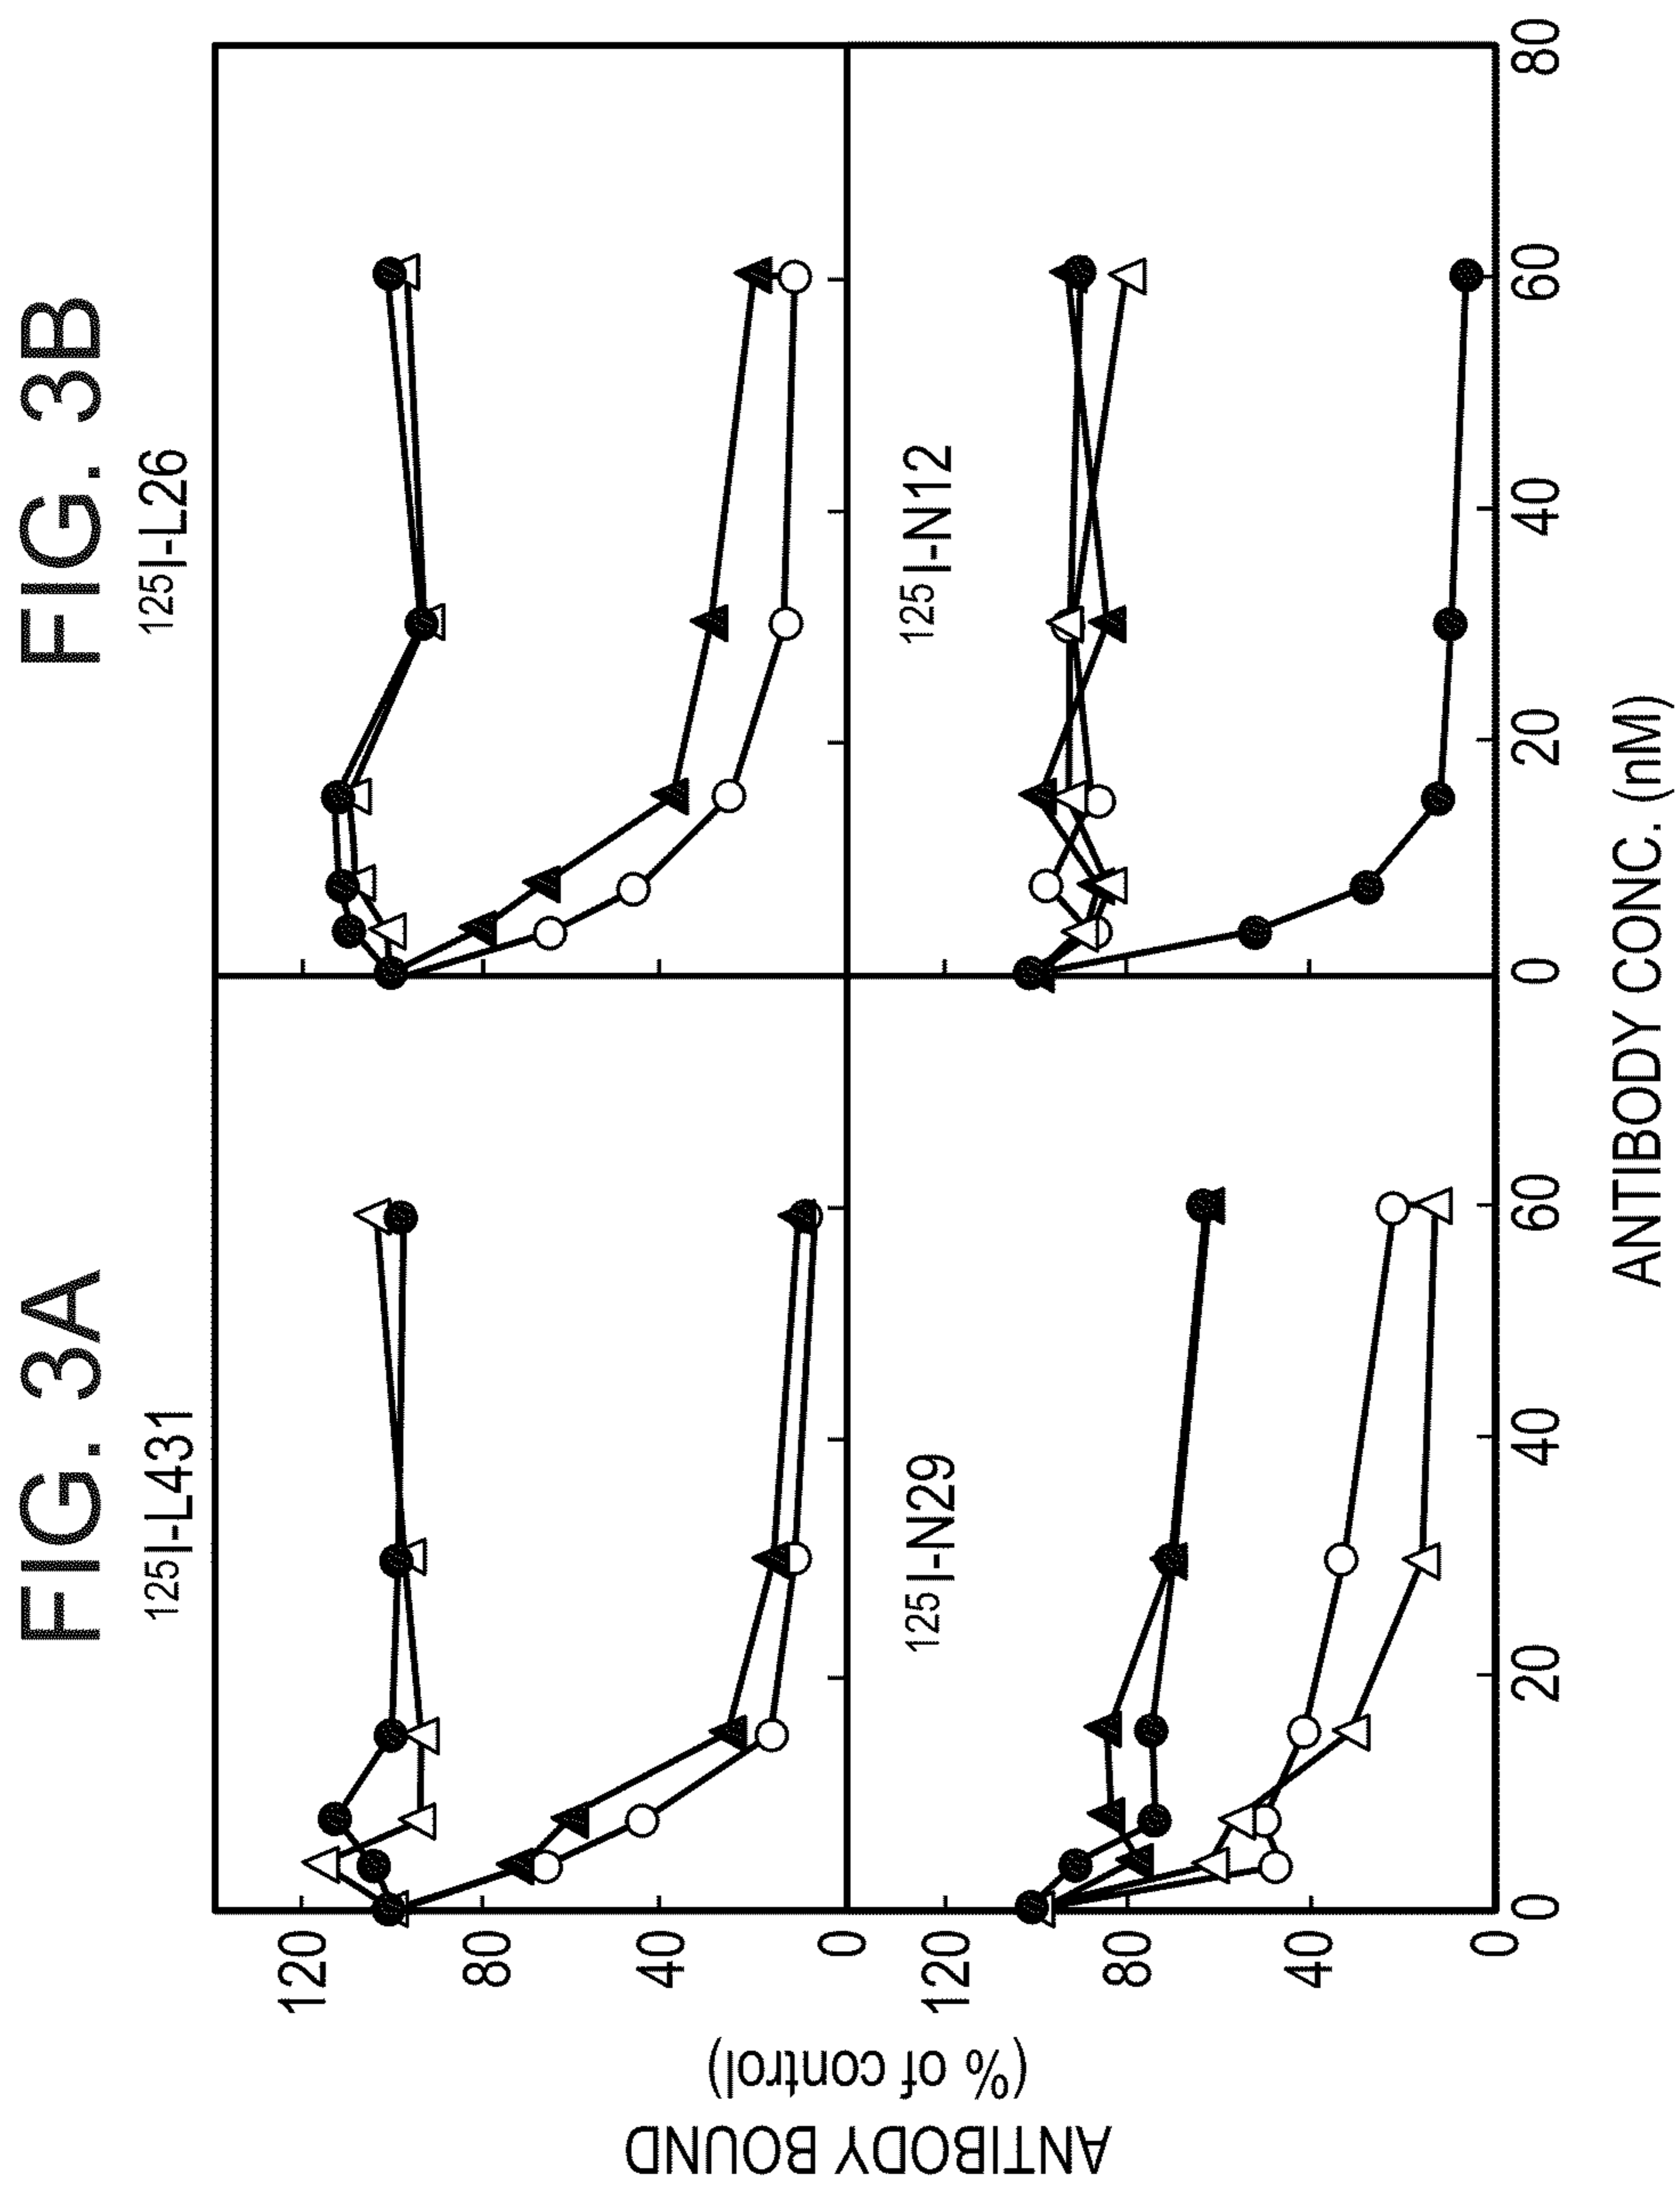 FIG. 3A
FIG. 3B
125I-L431
125I-L26
120
80
40
0
125I-N29
125I-N12
120
80
40
0
0 20 40 60 0 20 40 60 80
ANTIBODY BOUND
(% of control)
ANTIBODY CONC. (nM)